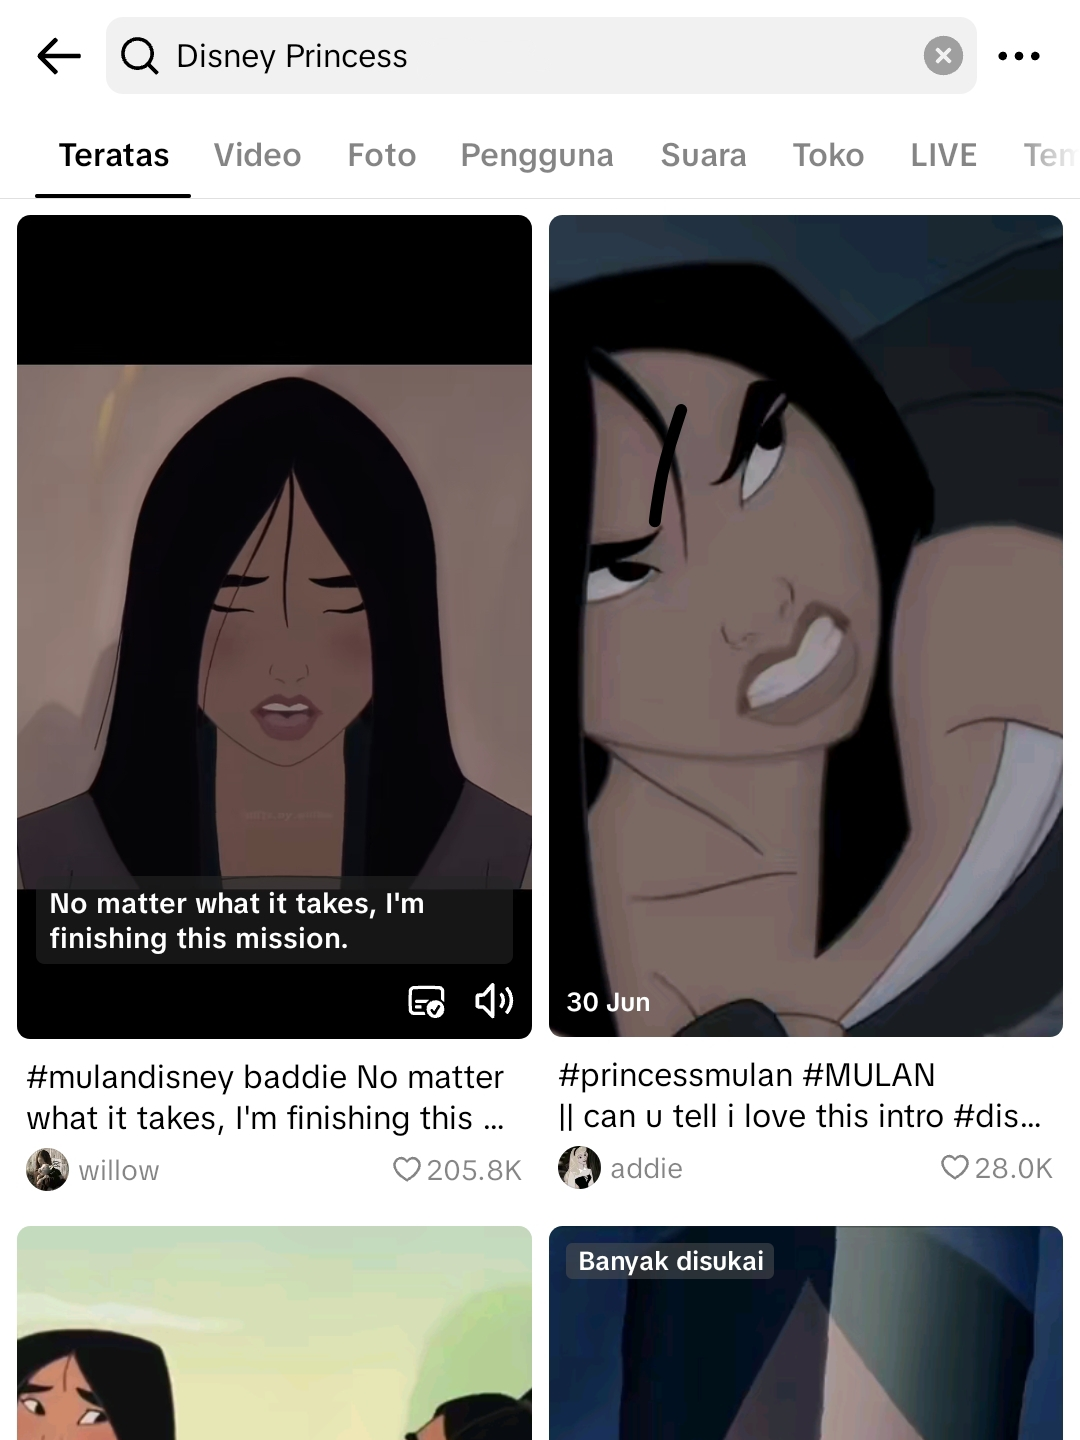 Disney Princess
Teratas Video Foto Pengguna Suara Toko LIVE Tem
No matter what it takes, I'm
finishing this mission.
30 Jun
#mulandisney baddie No matter
what it takes, I'm finishing this ...
willow 205.8K
#princessmulan #MULAN
|| can u tell i love this intro #dis...
addie 28.0K
Banyak disukai